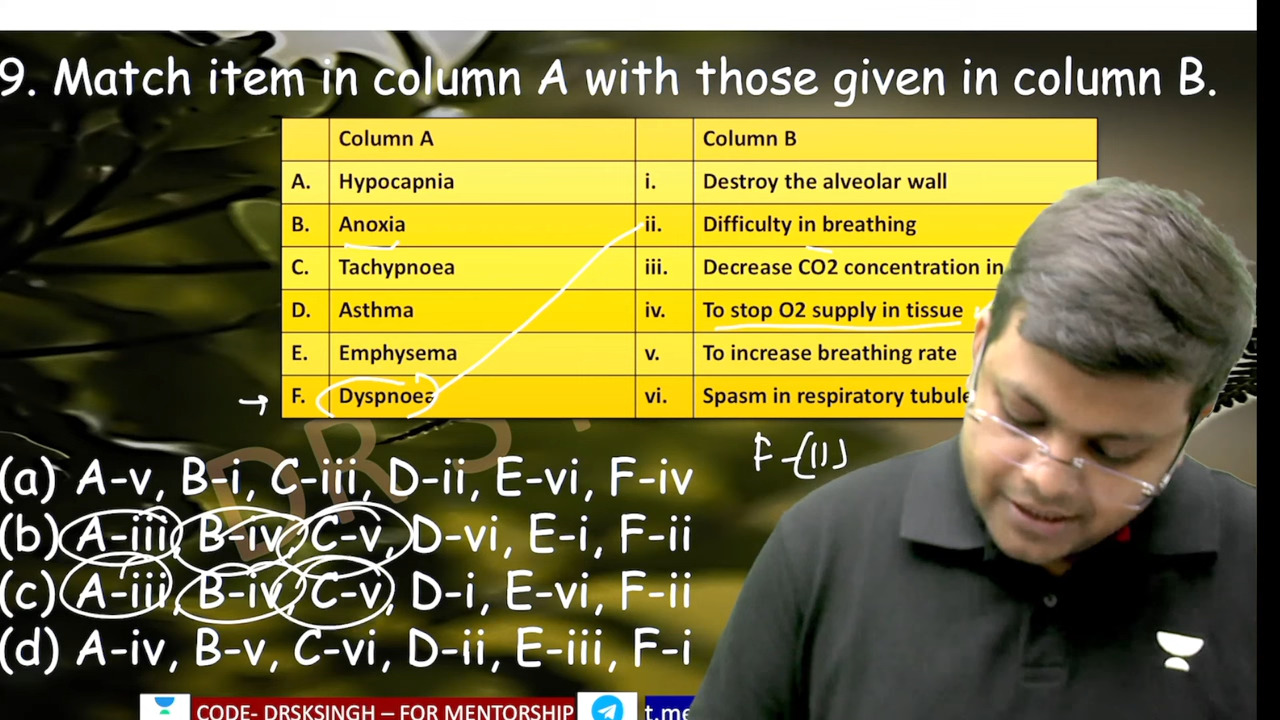 9. Match item in column A with those given in column B.
Column A Column B
A. Hypocapnia i. Destroy the alveolar wall
B. Anoxia ii. Difficulty in breathing
C. Tachypnoea iii. Decrease CO2 concentration in
D. Asthma iv. To stop O2 supply in tissue
E. Emphysema v. To increase breathing rate
F. Dyspnoea vi. Spasm in respiratory tubule
F-(II)
(a) A-v, B-i, C-iii, D-ii, E-vi, F-iv
(b) A-iii, B-iv, C-v, D-vi, E-i, F-ii
(c) A-iii, B-iv, C-v, D-i, E-vi, F-ii
(d) A-iv, B-v, C-vi, D-ii, E-iii, F-i
CODE- DRSKSINGH – FOR MENTORSHIP t.me